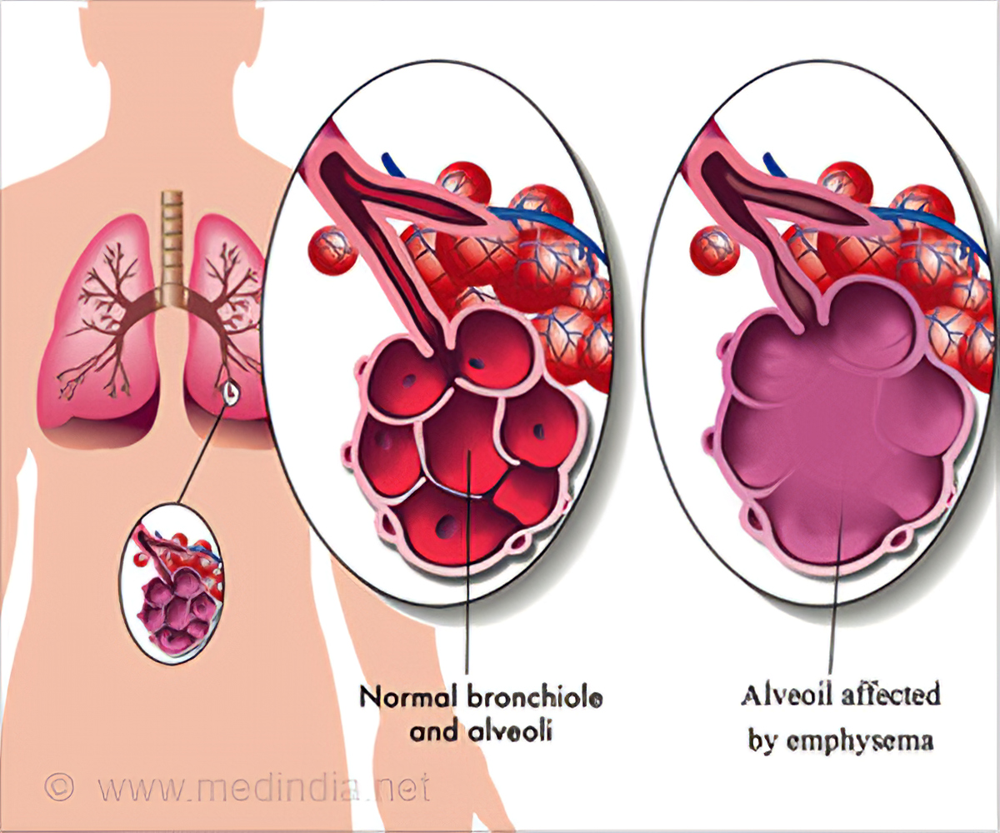 Normal bronchiole
and alveoli
Alveoil affected
by emphysema
© www.medindia.net